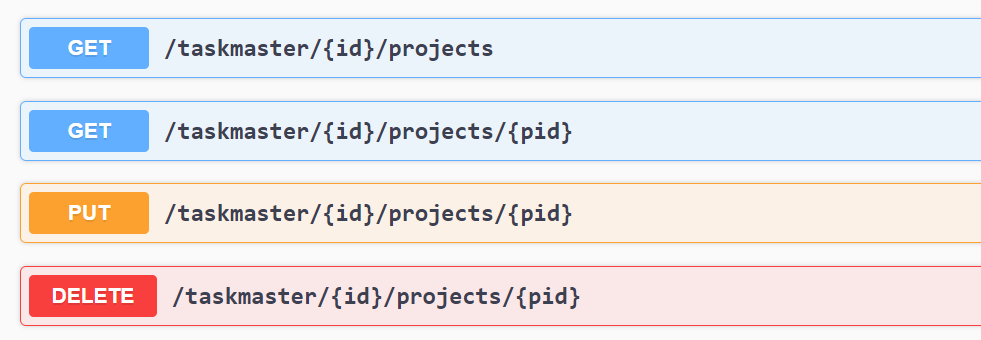 GET /taskmaster/{id}/projects
GET /taskmaster/{id}/projects/{pid}
PUT /taskmaster/{id}/projects/{pid}
DELETE /taskmaster/{id}/projects/{pid}